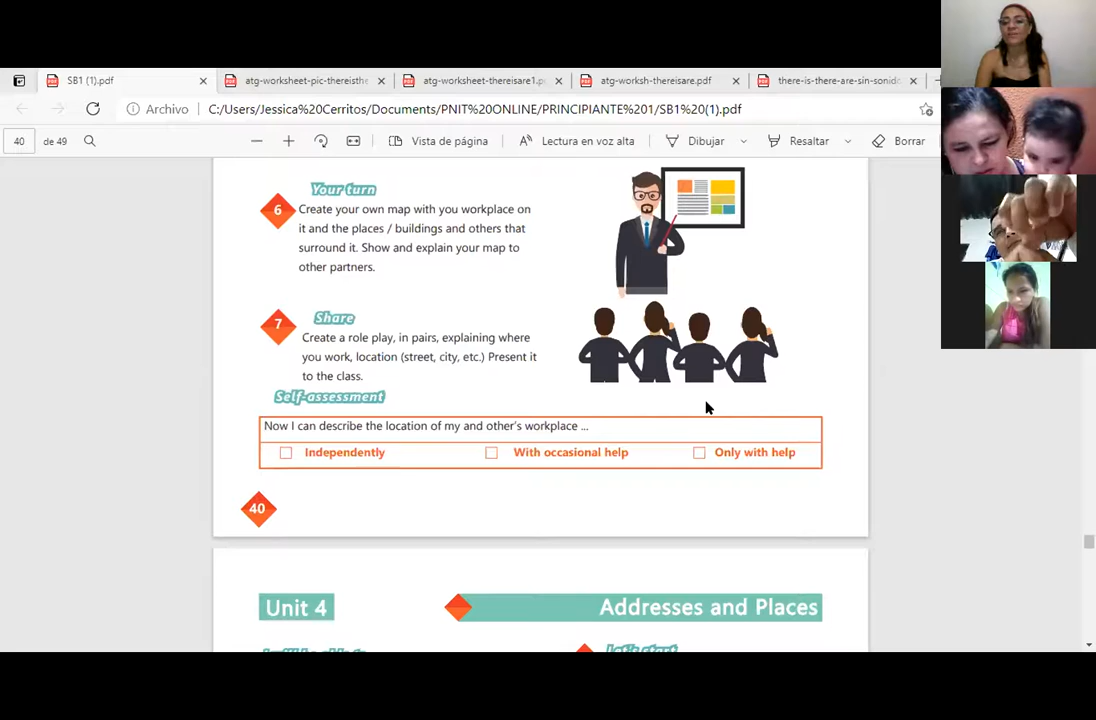 SB1 (1).pdf
atg-worksheet-pic-thereisthe
atg-worksheet-thereisare1.p
atg-worksh-thereisare.pdf
there-is-there-are-sin-sonido
Archivo
C:/Users/Jessica%20Cerritos/Documents/PNIT%20ONLINE/PRINCIPIANTE%201/SB1%20(1).pdf
40
de 49
Vista de página
Lectura en voz alta
Dibujar
Resaltar
Borrar
Your turn
6
Create your own map with you workplace on
it and the places / buildings and others that
surround it. Show and explain your map to
other partners.
Share
7
Create a role play, in pairs, explaining where
you work, location (street, city, etc.) Present it
to the class.
Self-assessment
Now I can describe the location of my and other's workplace ...
Independently
With occasional help
Only with help
40
Unit 4
Addresses and Places